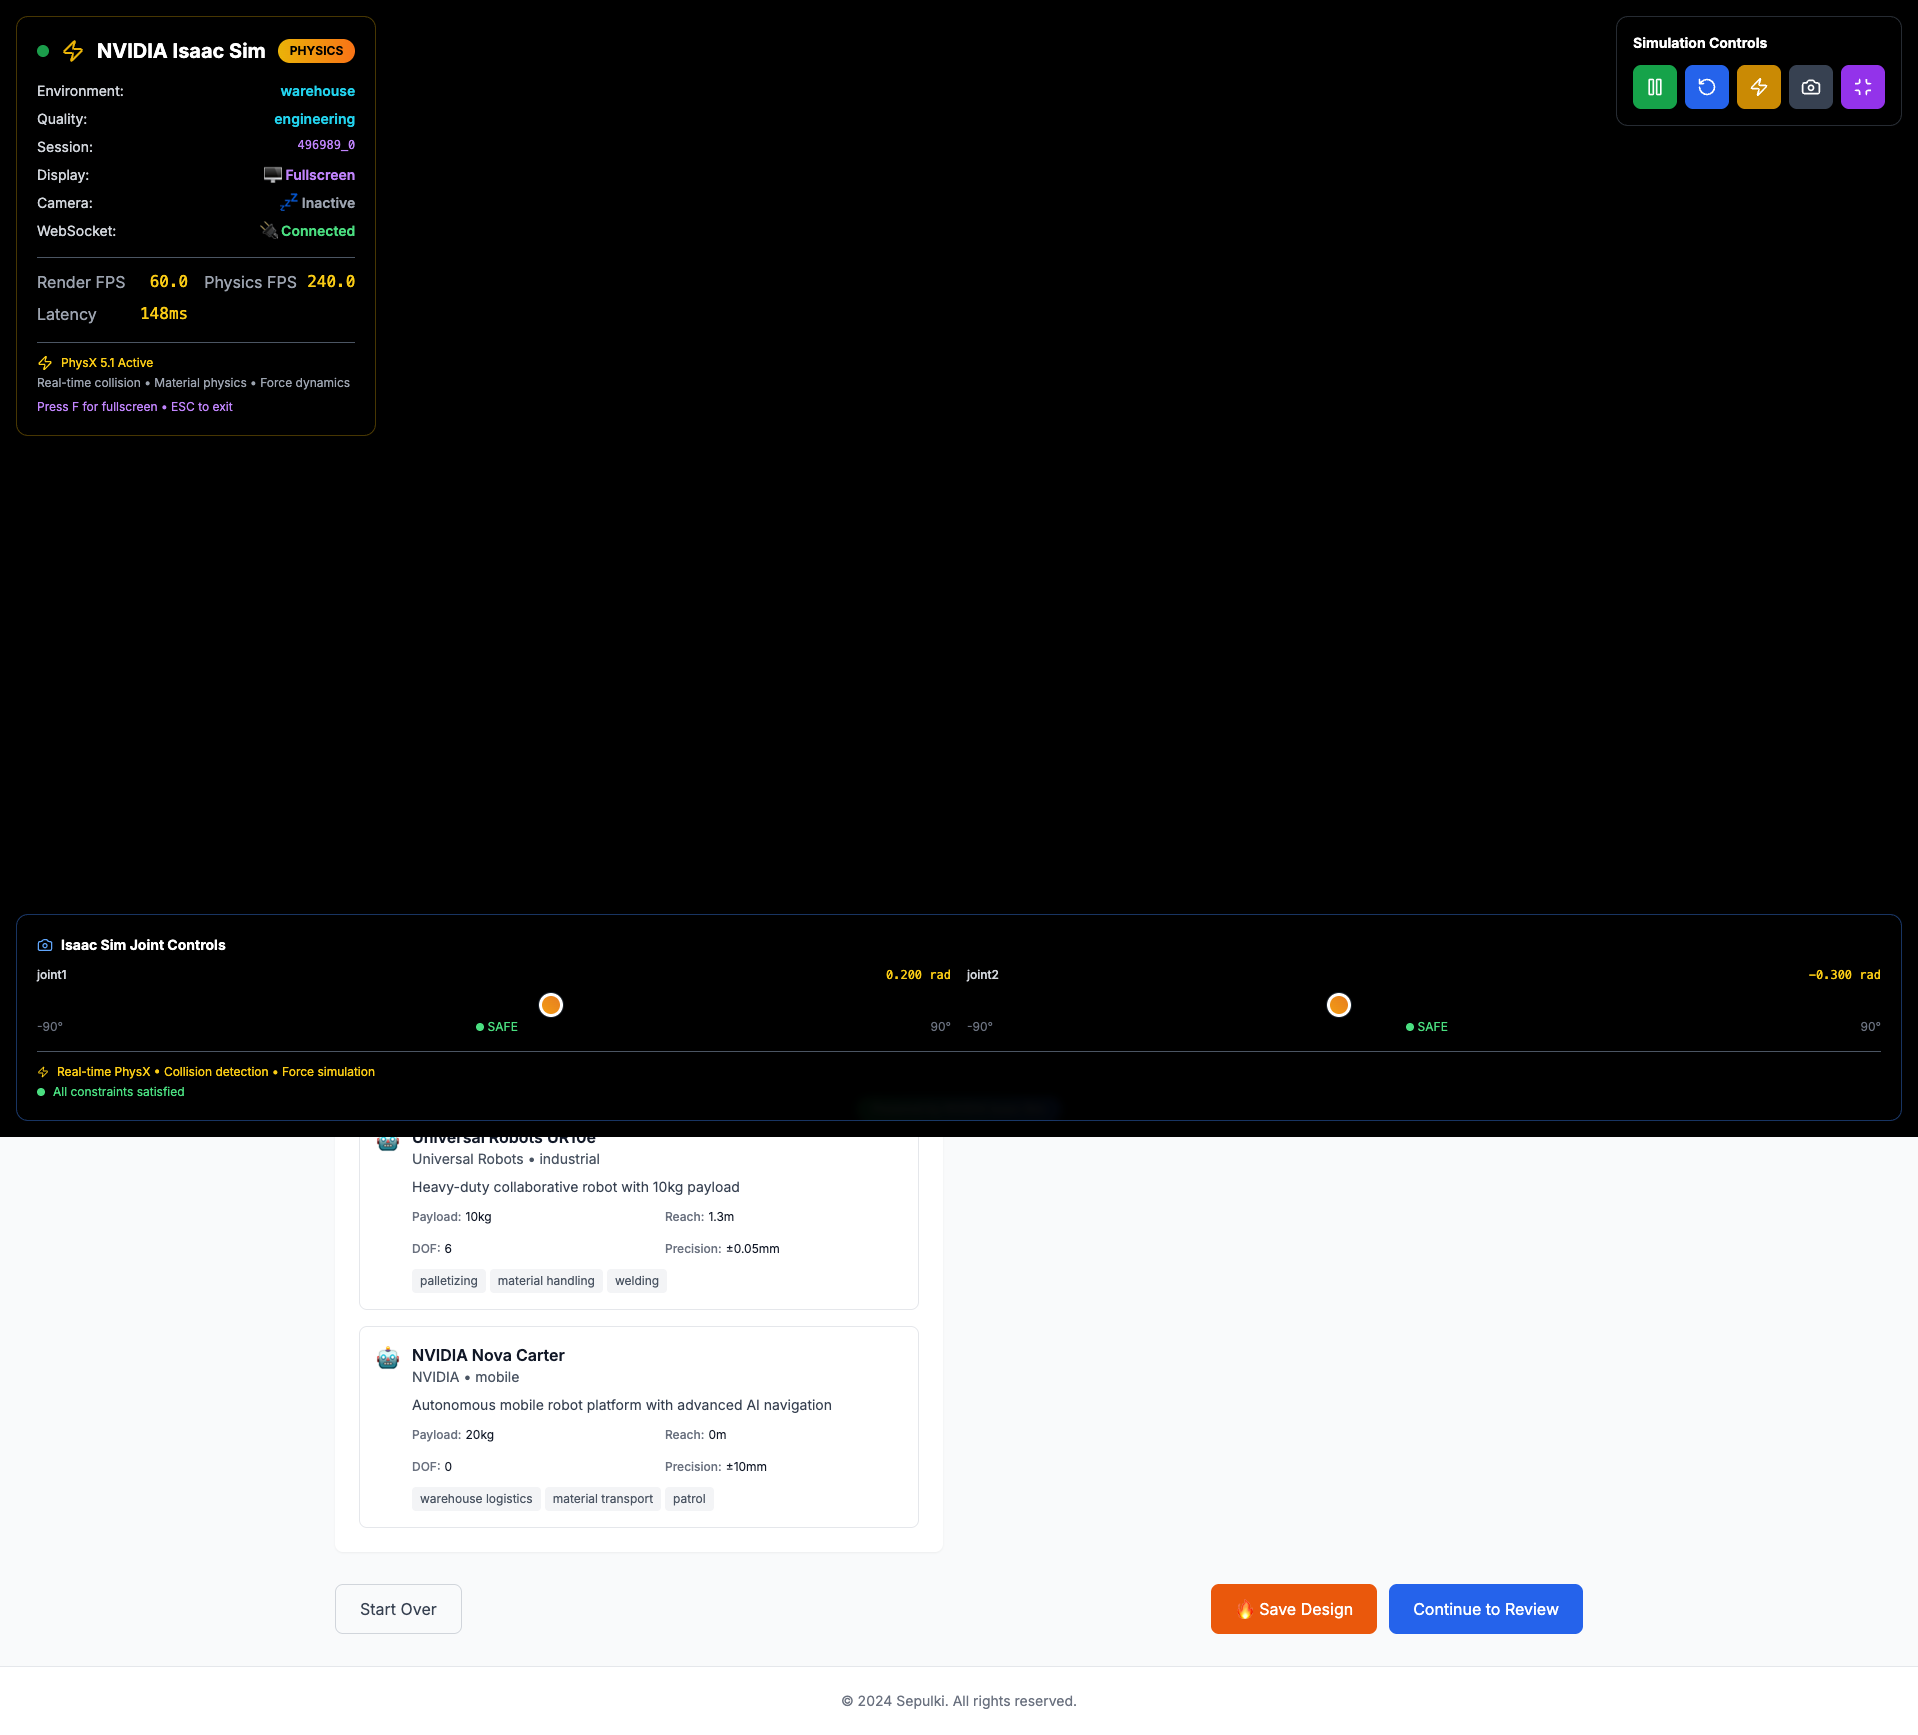 NVIDIA Isaac Sim PHYSICS
Environment: warehouse
Quality: engineering
Session: 496989_0
Display: Fullscreen
Camera: Inactive
WebSocket: Connected
Render FPS 60.0 Physics FPS 240.0
Latency 148ms
PhysX 5.1 Active
Real-time collision • Material physics • Force dynamics
Press F for fullscreen • ESC to exit
Simulation Controls
Isaac Sim Joint Controls
joint1 0.200 rad joint2 -0.300 rad
-90° SAFE 90° -90° SAFE 90°
Real-time PhysX • Collision detection • Force simulation
All constraints satisfied
Universal Robots UR10e
Universal Robots • industrial
Heavy-duty collaborative robot with 10kg payload
Payload: 10kg Reach: 1.3m
DOF: 6 Precision: ±0.05mm
palletizing material handling welding
NVIDIA Nova Carter
NVIDIA • mobile
Autonomous mobile robot platform with advanced AI navigation
Payload: 20kg Reach: 0m
DOF: 0 Precision: ±10mm
warehouse logistics material transport patrol
Start Over
Save Design
Continue to Review
© 2024 Sepulki. All rights reserved.